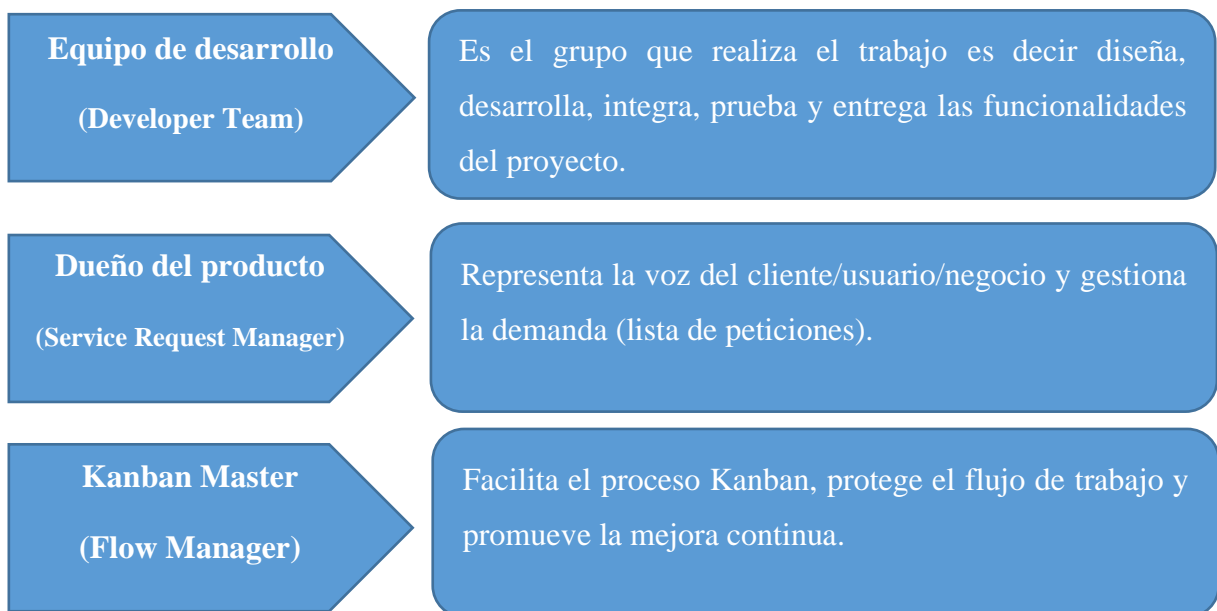 Equipo de desarrollo
(Developer Team)
Es el grupo que realiza el trabajo es decir diseña,
desarrolla, integra, prueba y entrega las funcionalidades
del proyecto.
Dueño del producto
(Service Request Manager)
Representa la voz del cliente/usuario/negocio y gestiona
la demanda (lista de peticiones).
Kanban Master
(Flow Manager)
Facilita el proceso Kanban, protege el flujo de trabajo y
promueve la mejora continua.